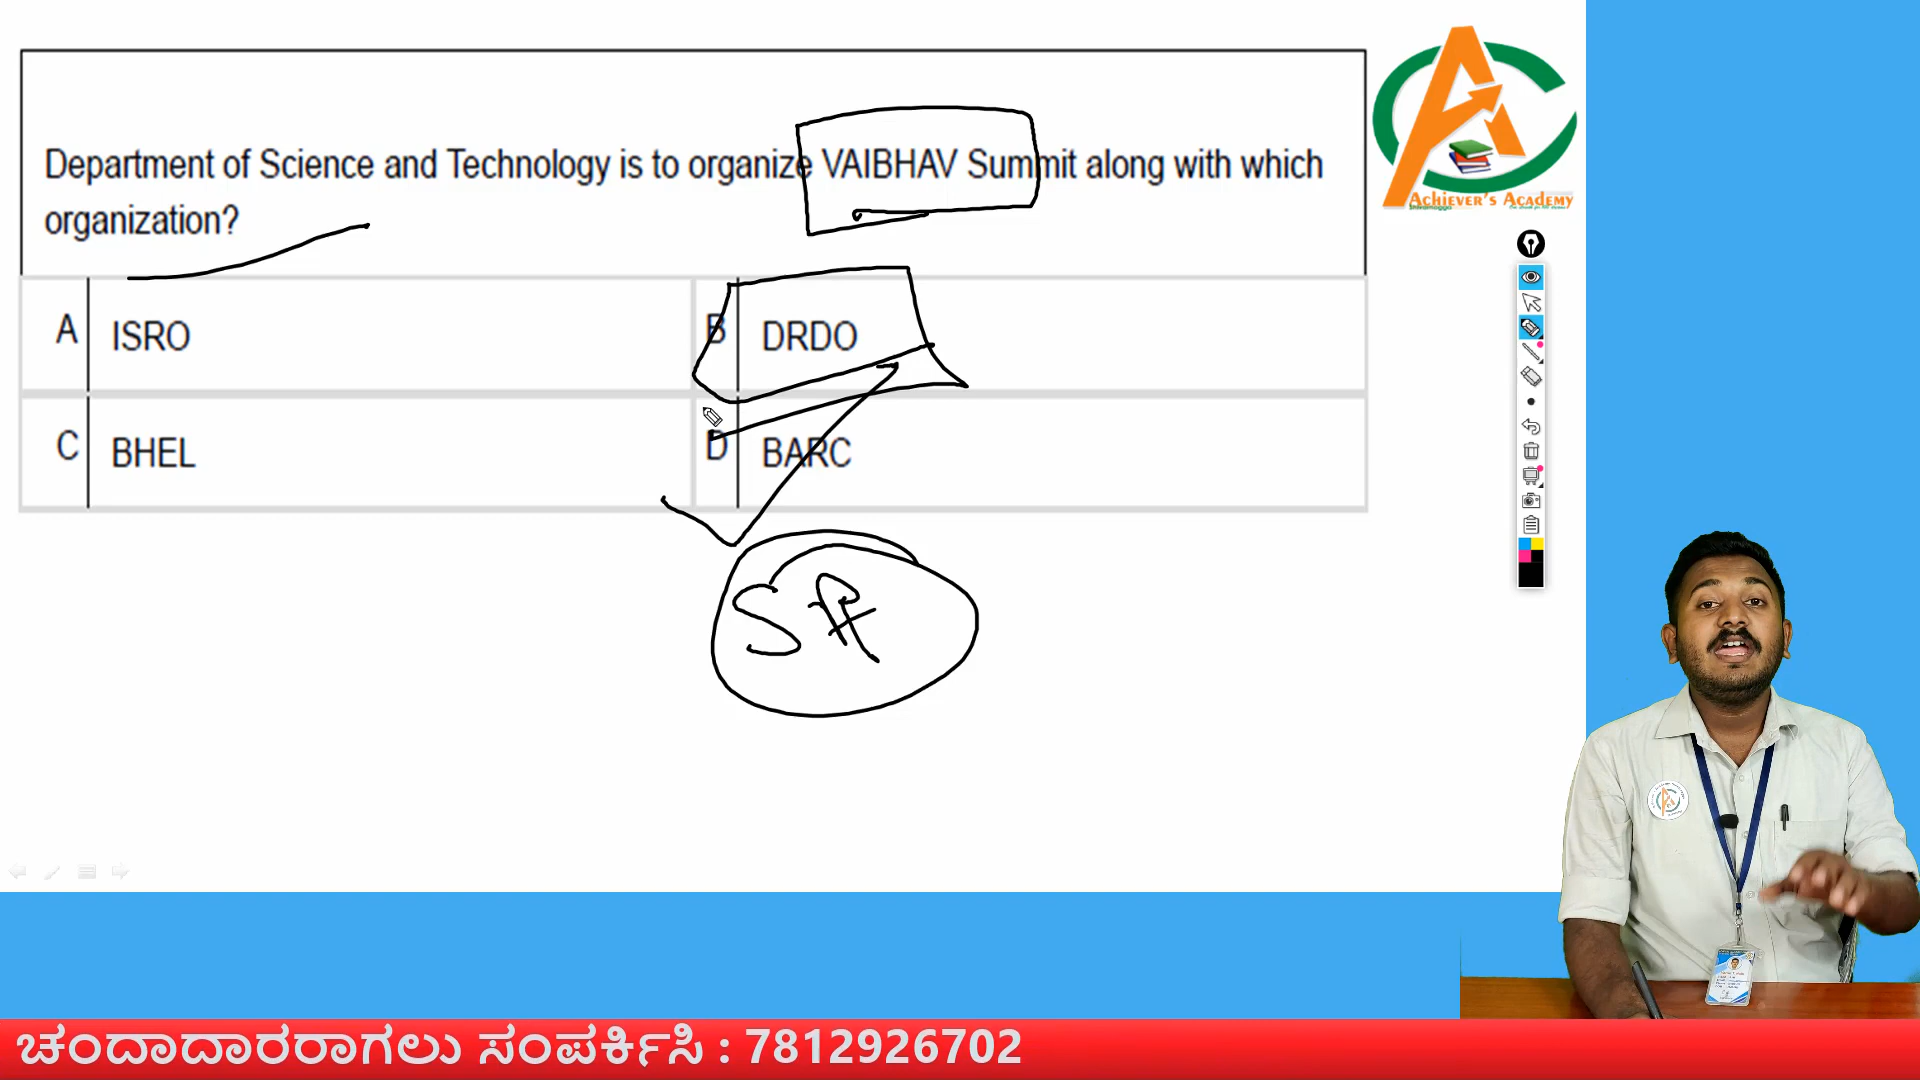 Department of Science and Technology is to organize VAIBHAV Summit along with which
organization?
A ISRO
B DRDO
C BHEL
D BARC
ACHIEVER'S ACADEMY
Shivamogga
ಚಂದಾದಾರರಾಗಲು ಸಂಪರ್ಕಿಸಿ : 7812926702